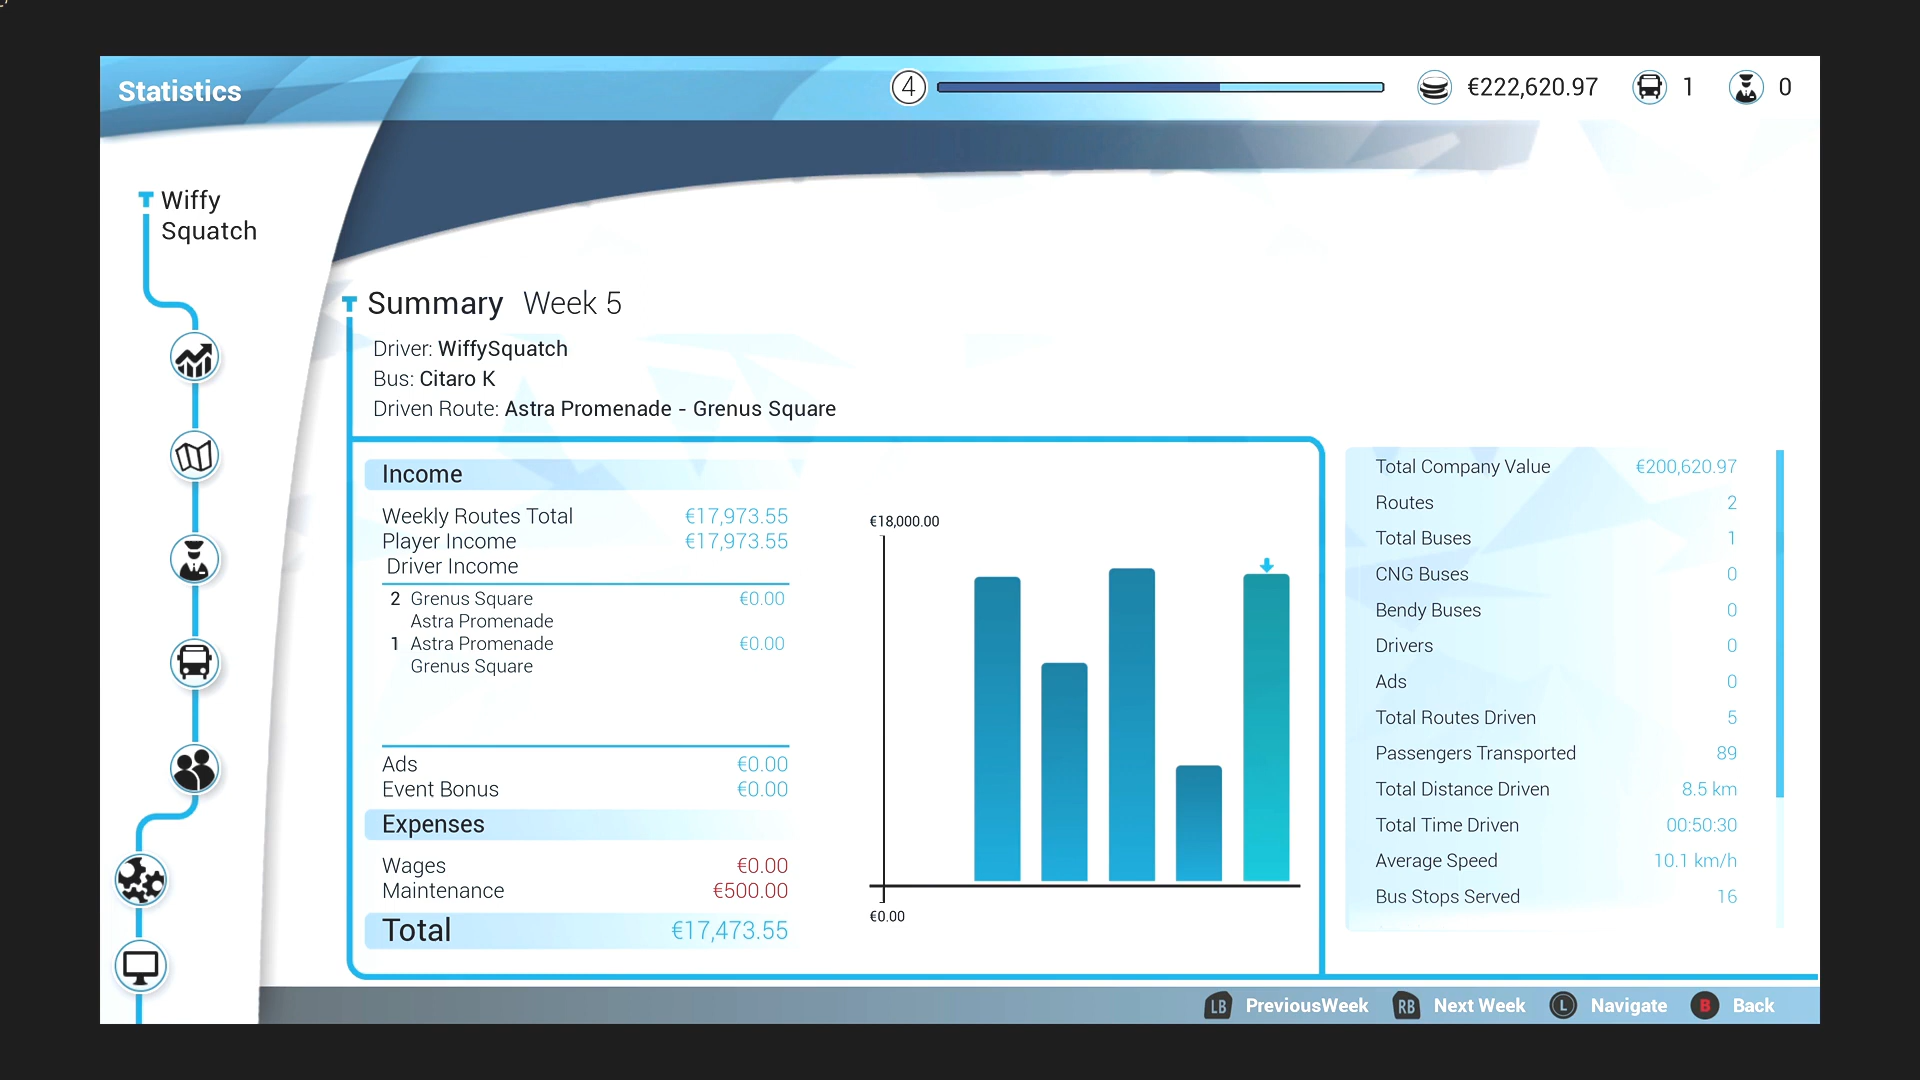 Statistics
4
€222,620.97
1
0
Wiffy
Squatch
Summary Week 5
Driver: WiffySquatch
Bus: Citaro K
Driven Route: Astra Promenade - Grenus Square
Income
Weekly Routes Total €17,973.55
Player Income €17,973.55
Driver Income
2 Grenus Square €0.00
Astra Promenade
1 Astra Promenade €0.00
Grenus Square
Ads €0.00
Event Bonus €0.00
Expenses
Wages €0.00
Maintenance €500.00
Total €17,473.55
€18,000.00
€0.00
Total Company Value €200,620.97
Routes 2
Total Buses 1
CNG Buses 0
Bendy Buses 0
Drivers 0
Ads 0
Total Routes Driven 5
Passengers Transported 89
Total Distance Driven 8.5 km
Total Time Driven 00:50:30
Average Speed 10.1 km/h
Bus Stops Served 16
LB PreviousWeek RB Next Week L Navigate B Back